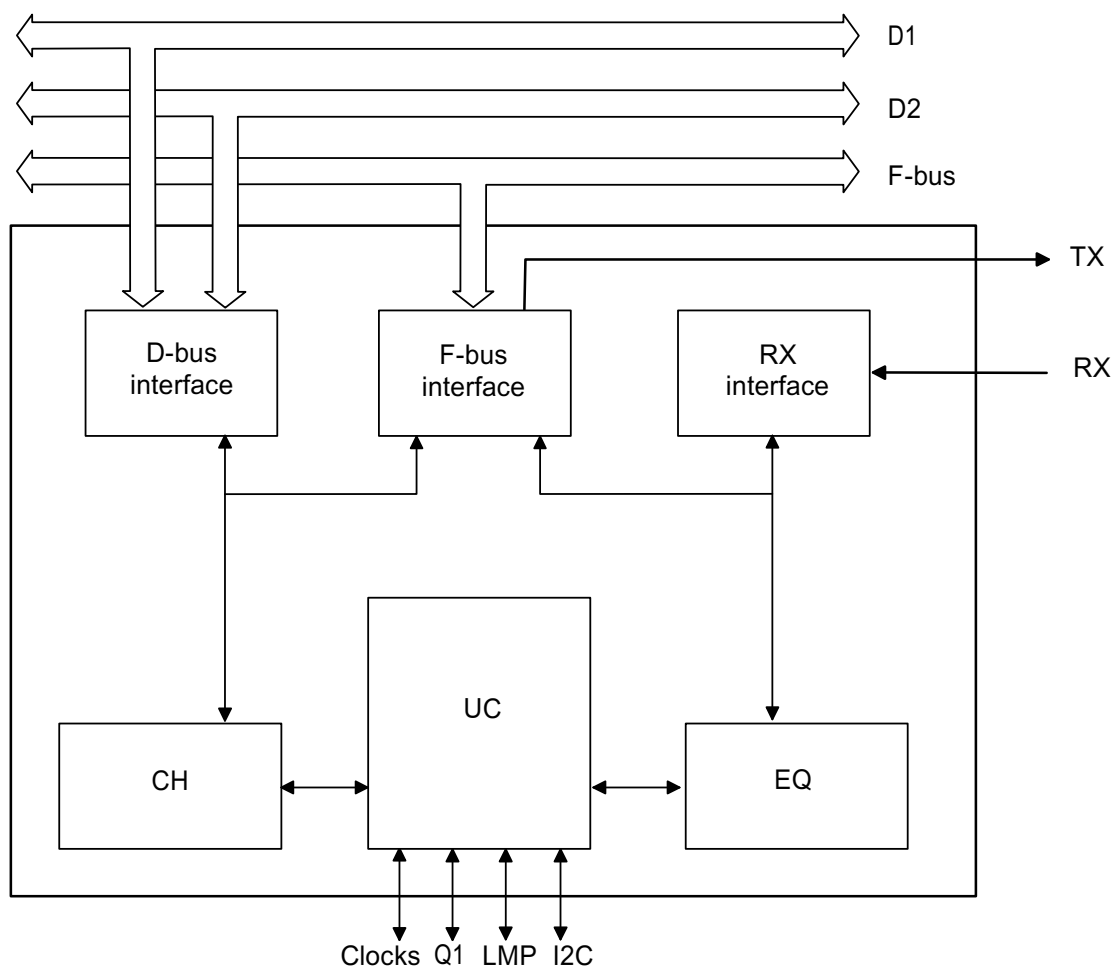 D1
D2
F-bus
TX
D-bus
interface
F-bus
interface
RX
interface
RX
UC
CH
EQ
Clocks Q1 LMP I2C